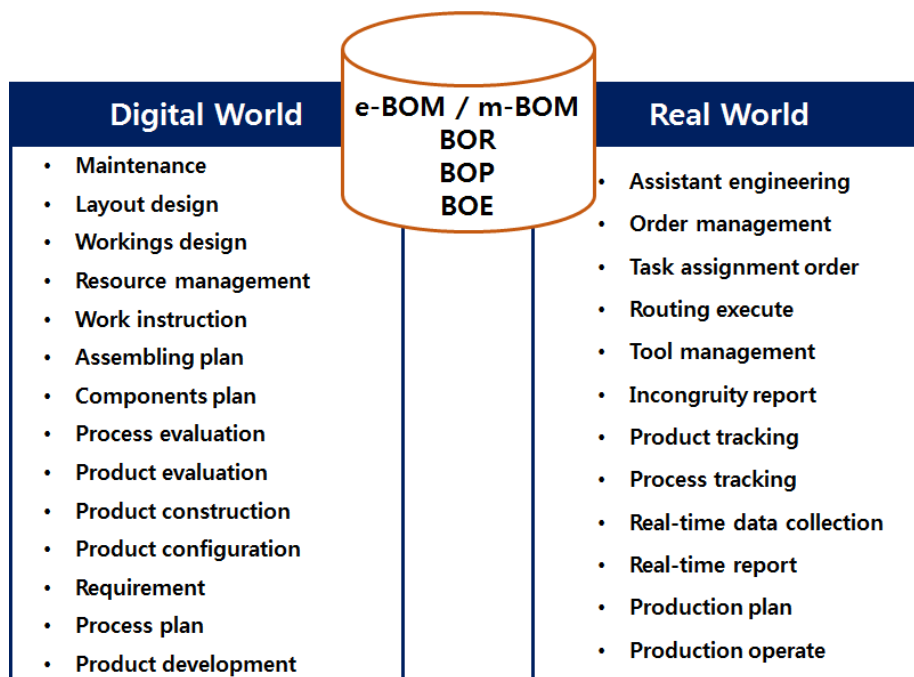 Digital World
• Maintenance
• Layout design
• Workings design
• Resource management
• Work instruction
• Assembling plan
• Components plan
• Process evaluation
• Product evaluation
• Product construction
• Product configuration
• Requirement
• Process plan
• Product development
e-BOM / m-BOM
BOR
BOP
BOE
Real World
• Assistant engineering
• Order management
• Task assignment order
• Routing execute
• Tool management
• Incongruity report
• Product tracking
• Process tracking
• Real-time data collection
• Real-time report
• Production plan
• Production operate